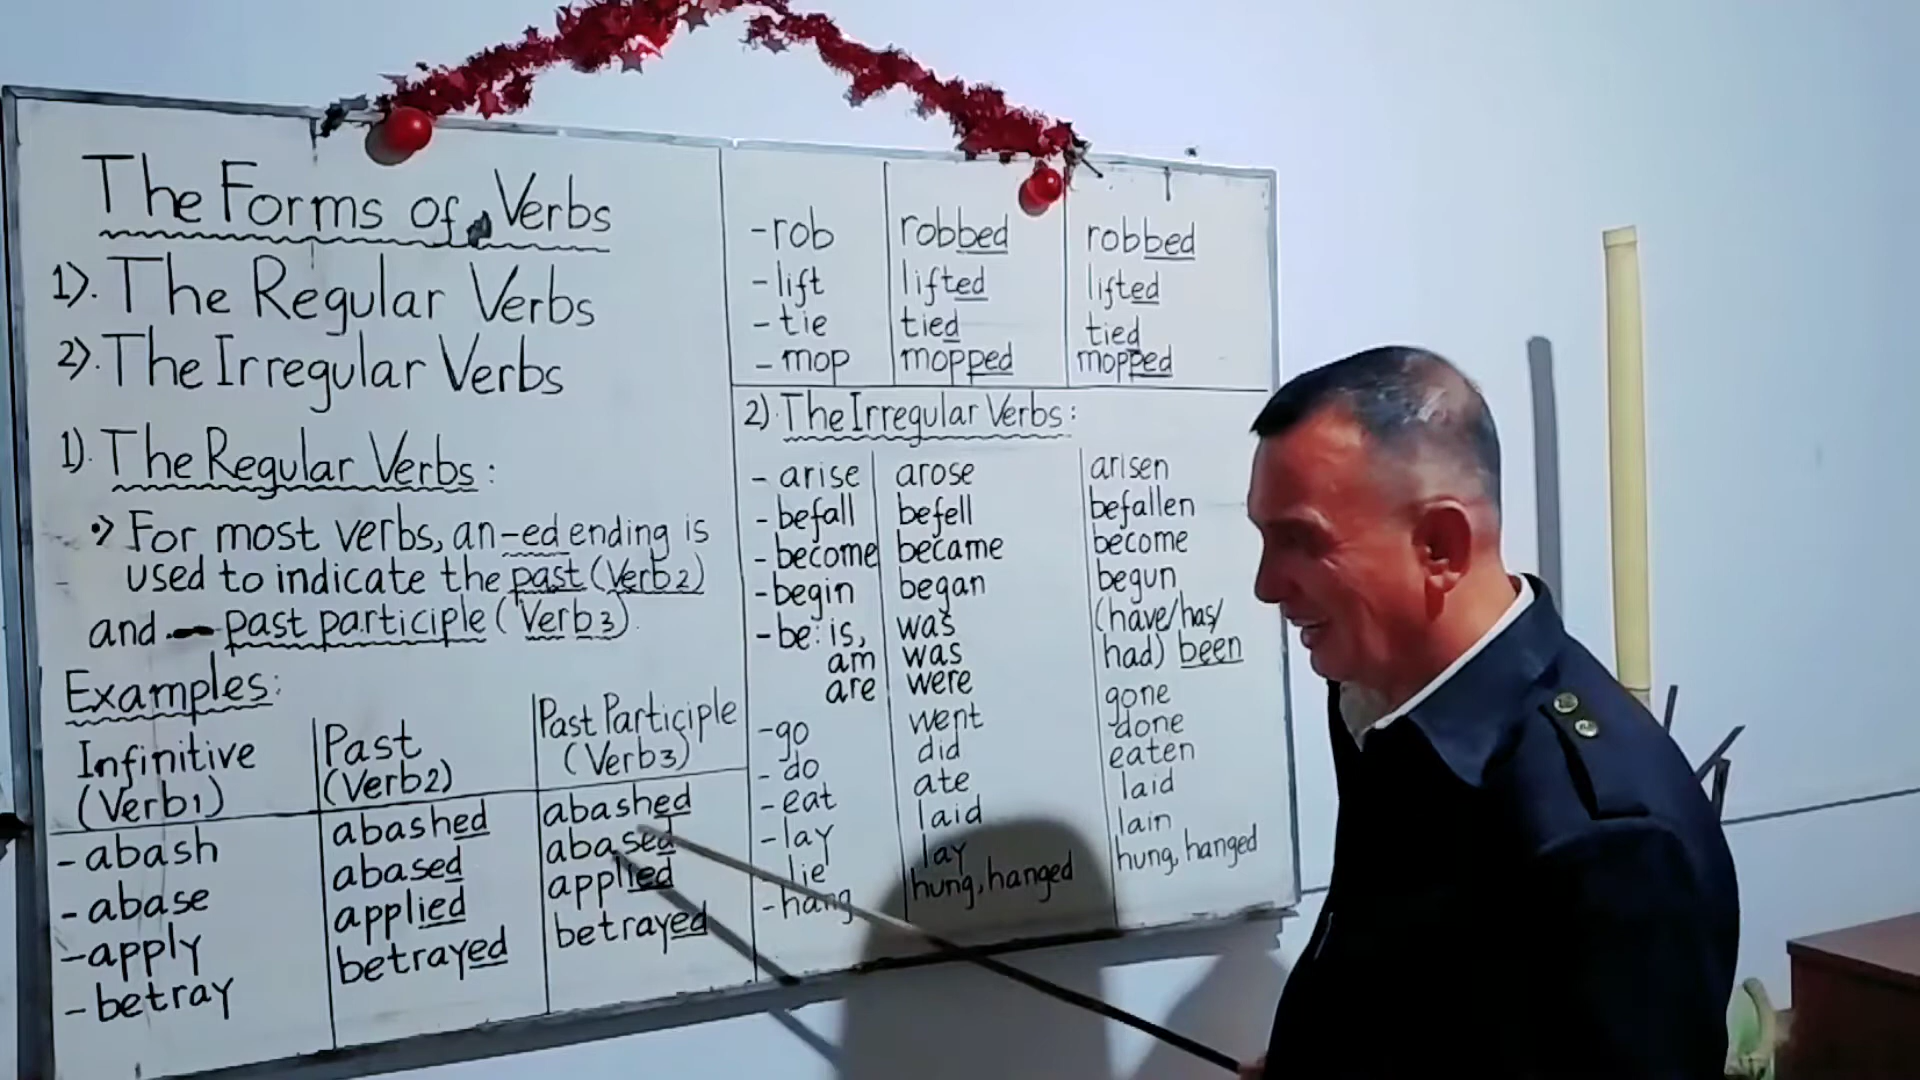 The Forms of Verbs
1). The Regular Verbs
2). The Irregular Verbs
1). The Regular Verbs:
For most verbs, an -ed ending is
used to indicate the past (Verb2)
and past participle (Verb3).
Examples:
Infinitive (Verb1) Past (Verb2) Past Participle (Verb3)
- abash abashed abashed
- abase abased abased
- apply applied applied
- betray betrayed betrayed
- rob robbed robbed
- lift lifted lifted
- tie tied tied
- mop mopped mopped
2). The Irregular Verbs:
- arise arose arisen
- befall befell befallen
- become became become
- begin began begun
- be: is, was (have/has/
am was had) been
are were
- go went gone
- do did done
- eat ate eaten
- lay laid laid
- lie lay lain
- hang hung, hanged hung, hanged